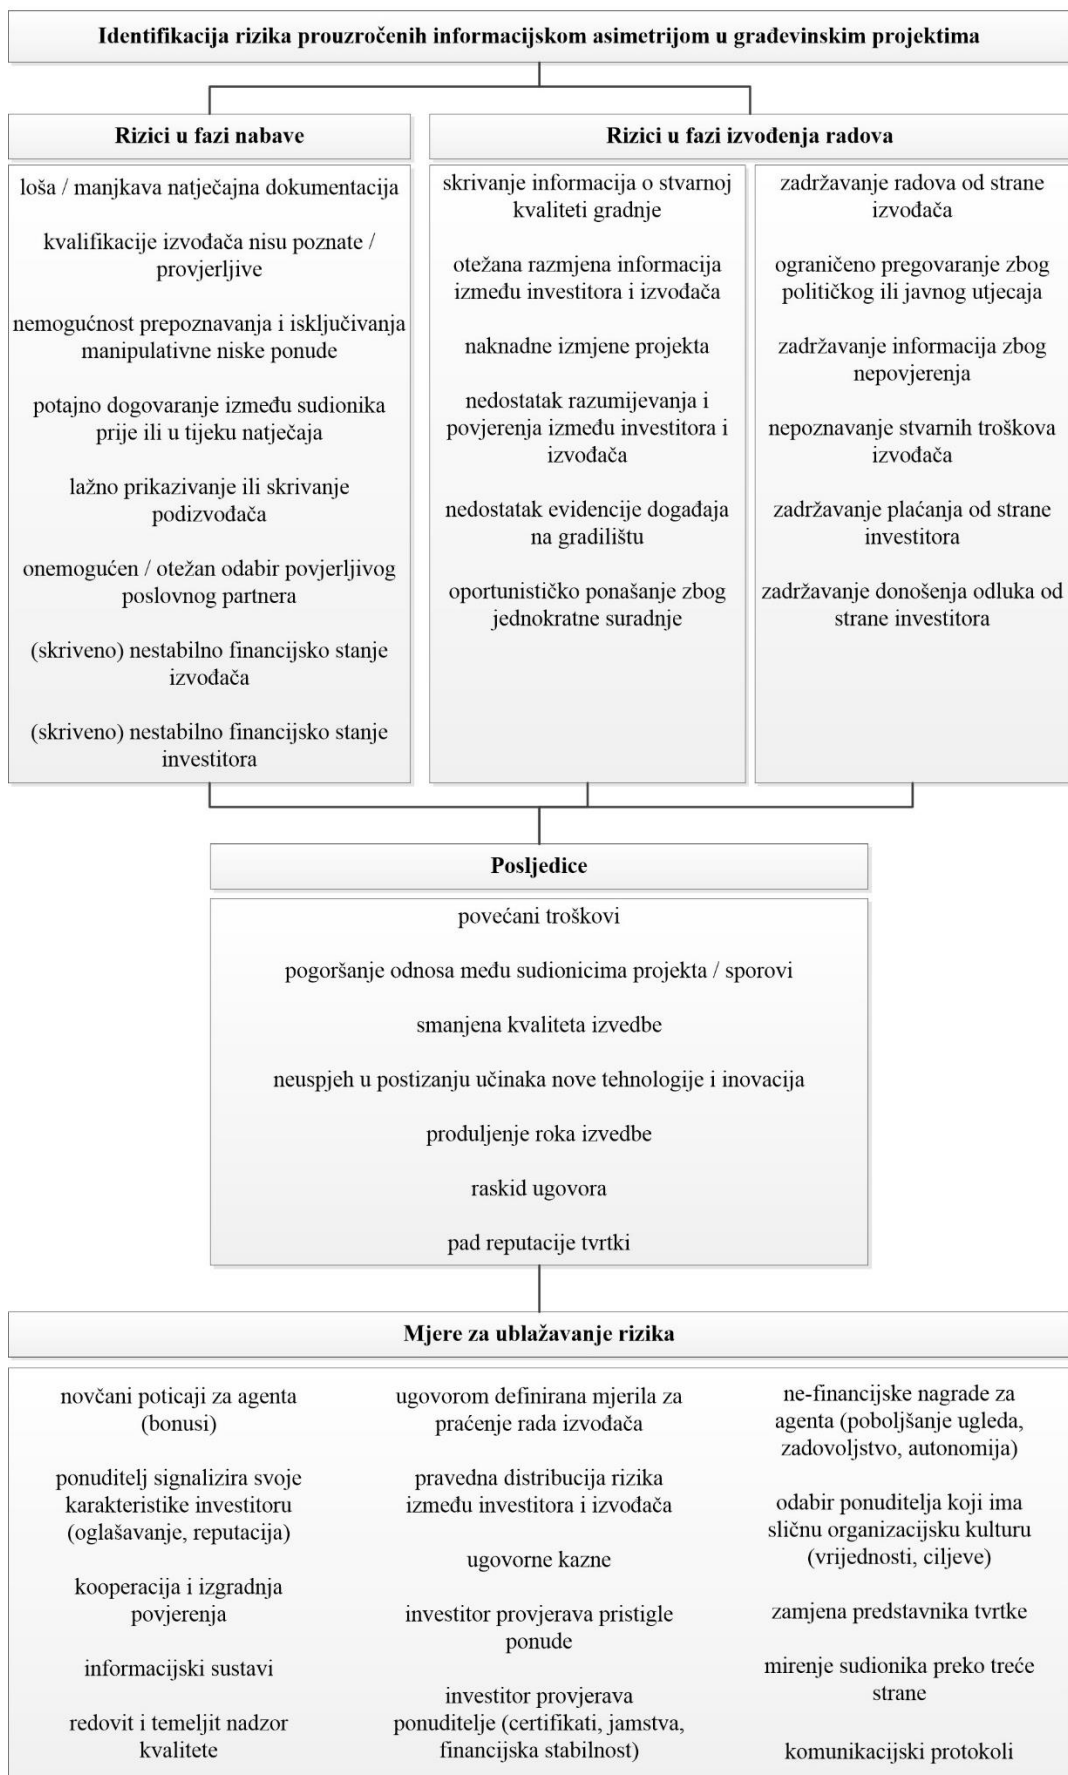 Identifikacija rizika prouzročenih informacijskom asimetrijom u građevinskim projektima
Rizici u fazi nabave
loša / manjkava natječajna dokumentacija
kvalifikacije izvođača nisu poznate /
provjerljive
nemogućnost prepoznavanja i isključivanja
manipulativne niske ponude
potajno dogovaranje između sudionika
prije ili u tijeku natječaja
lažno prikazivanje ili skrivanje
podizvođača
onemogućen / otežan odabir povjerljivog
poslovnog partnera
(skriveno) nestabilno financijsko stanje
izvođača
(skriveno) nestabilno financijsko stanje
investitora
Rizici u fazi izvođenja radova
skrivanje informacija o stvarnoj
kvaliteti gradnje
otežana razmjena informacija
između investitora i izvođača
naknadne izmjene projekta
nedostatak razumijevanja i
povjerenja između investitora i
izvođača
nedostatak evidencije događaja
na gradilištu
oportunističko ponašanje zbog
jednokratne suradnje
zadržavanje radova od strane
izvođača
ograničeno pregovaranje zbog
političkog ili javnog utjecaja
zadržavanje informacija zbog
nepovjerenja
nepoznavanje stvarnih troškova
izvođača
zadržavanje plaćanja od strane
investitora
zadržavanje donošenja odluka od
strane investitora
Posljedice
povećani troškovi
pogoršanje odnosa među sudionicima projekta / sporovi
smanjena kvaliteta izvedbe
neuspjeh u postizanju učinaka nove tehnologije i inovacija
produljenje roka izvedbe
raskid ugovora
pad reputacije tvrtki
Mjere za ublažavanje rizika
novčani poticaji za agenta
(bonusi)
ponuditelj signalizira svoje
karakteristike investitoru
(oglašavanje, reputacija)
kooperacija i izgradnja
povjerenja
informacijski sustavi
redovit i temeljit nadzor
kvalitete
ugovorom definirana mjerila za
praćenje rada izvođača
pravedna distribucija rizika
između investitora i izvođača
ugovorne kazne
investitor provjerava pristigle
ponude
investitor provjerava
ponuditelje (certifikati, jamstva,
financijska stabilnost)
ne-financijske nagrade za
agenta (poboljšanje ugleda,
zadovoljstvo, autonomija)
odabir ponuditelja koji ima
sličnu organizacijsku kulturu
(vrijednosti, ciljeve)
zamjena predstavnika tvrtke
mirenje sudionika preko treće
strane
komunikacijski protokoli